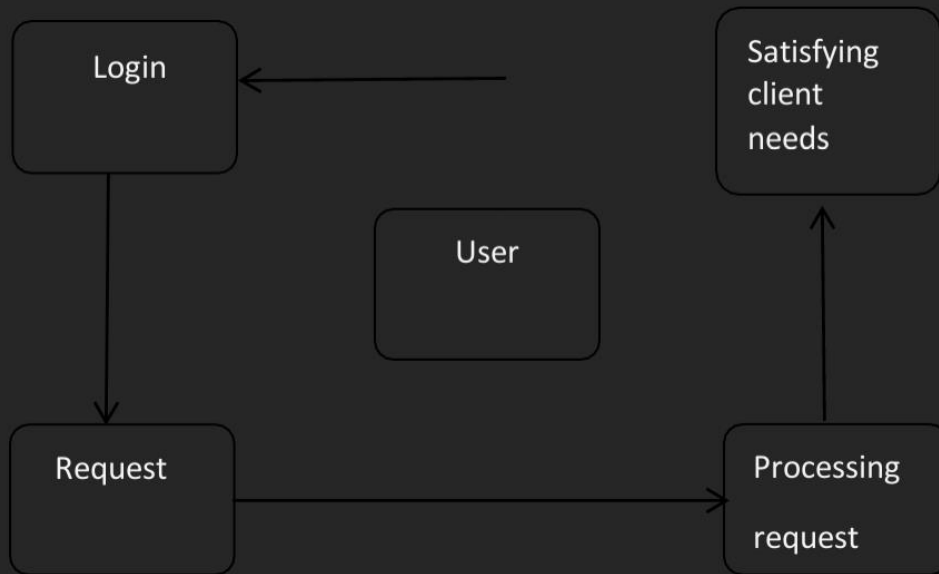 Login
Satisfying
client
needs
User
Request
Processing
request